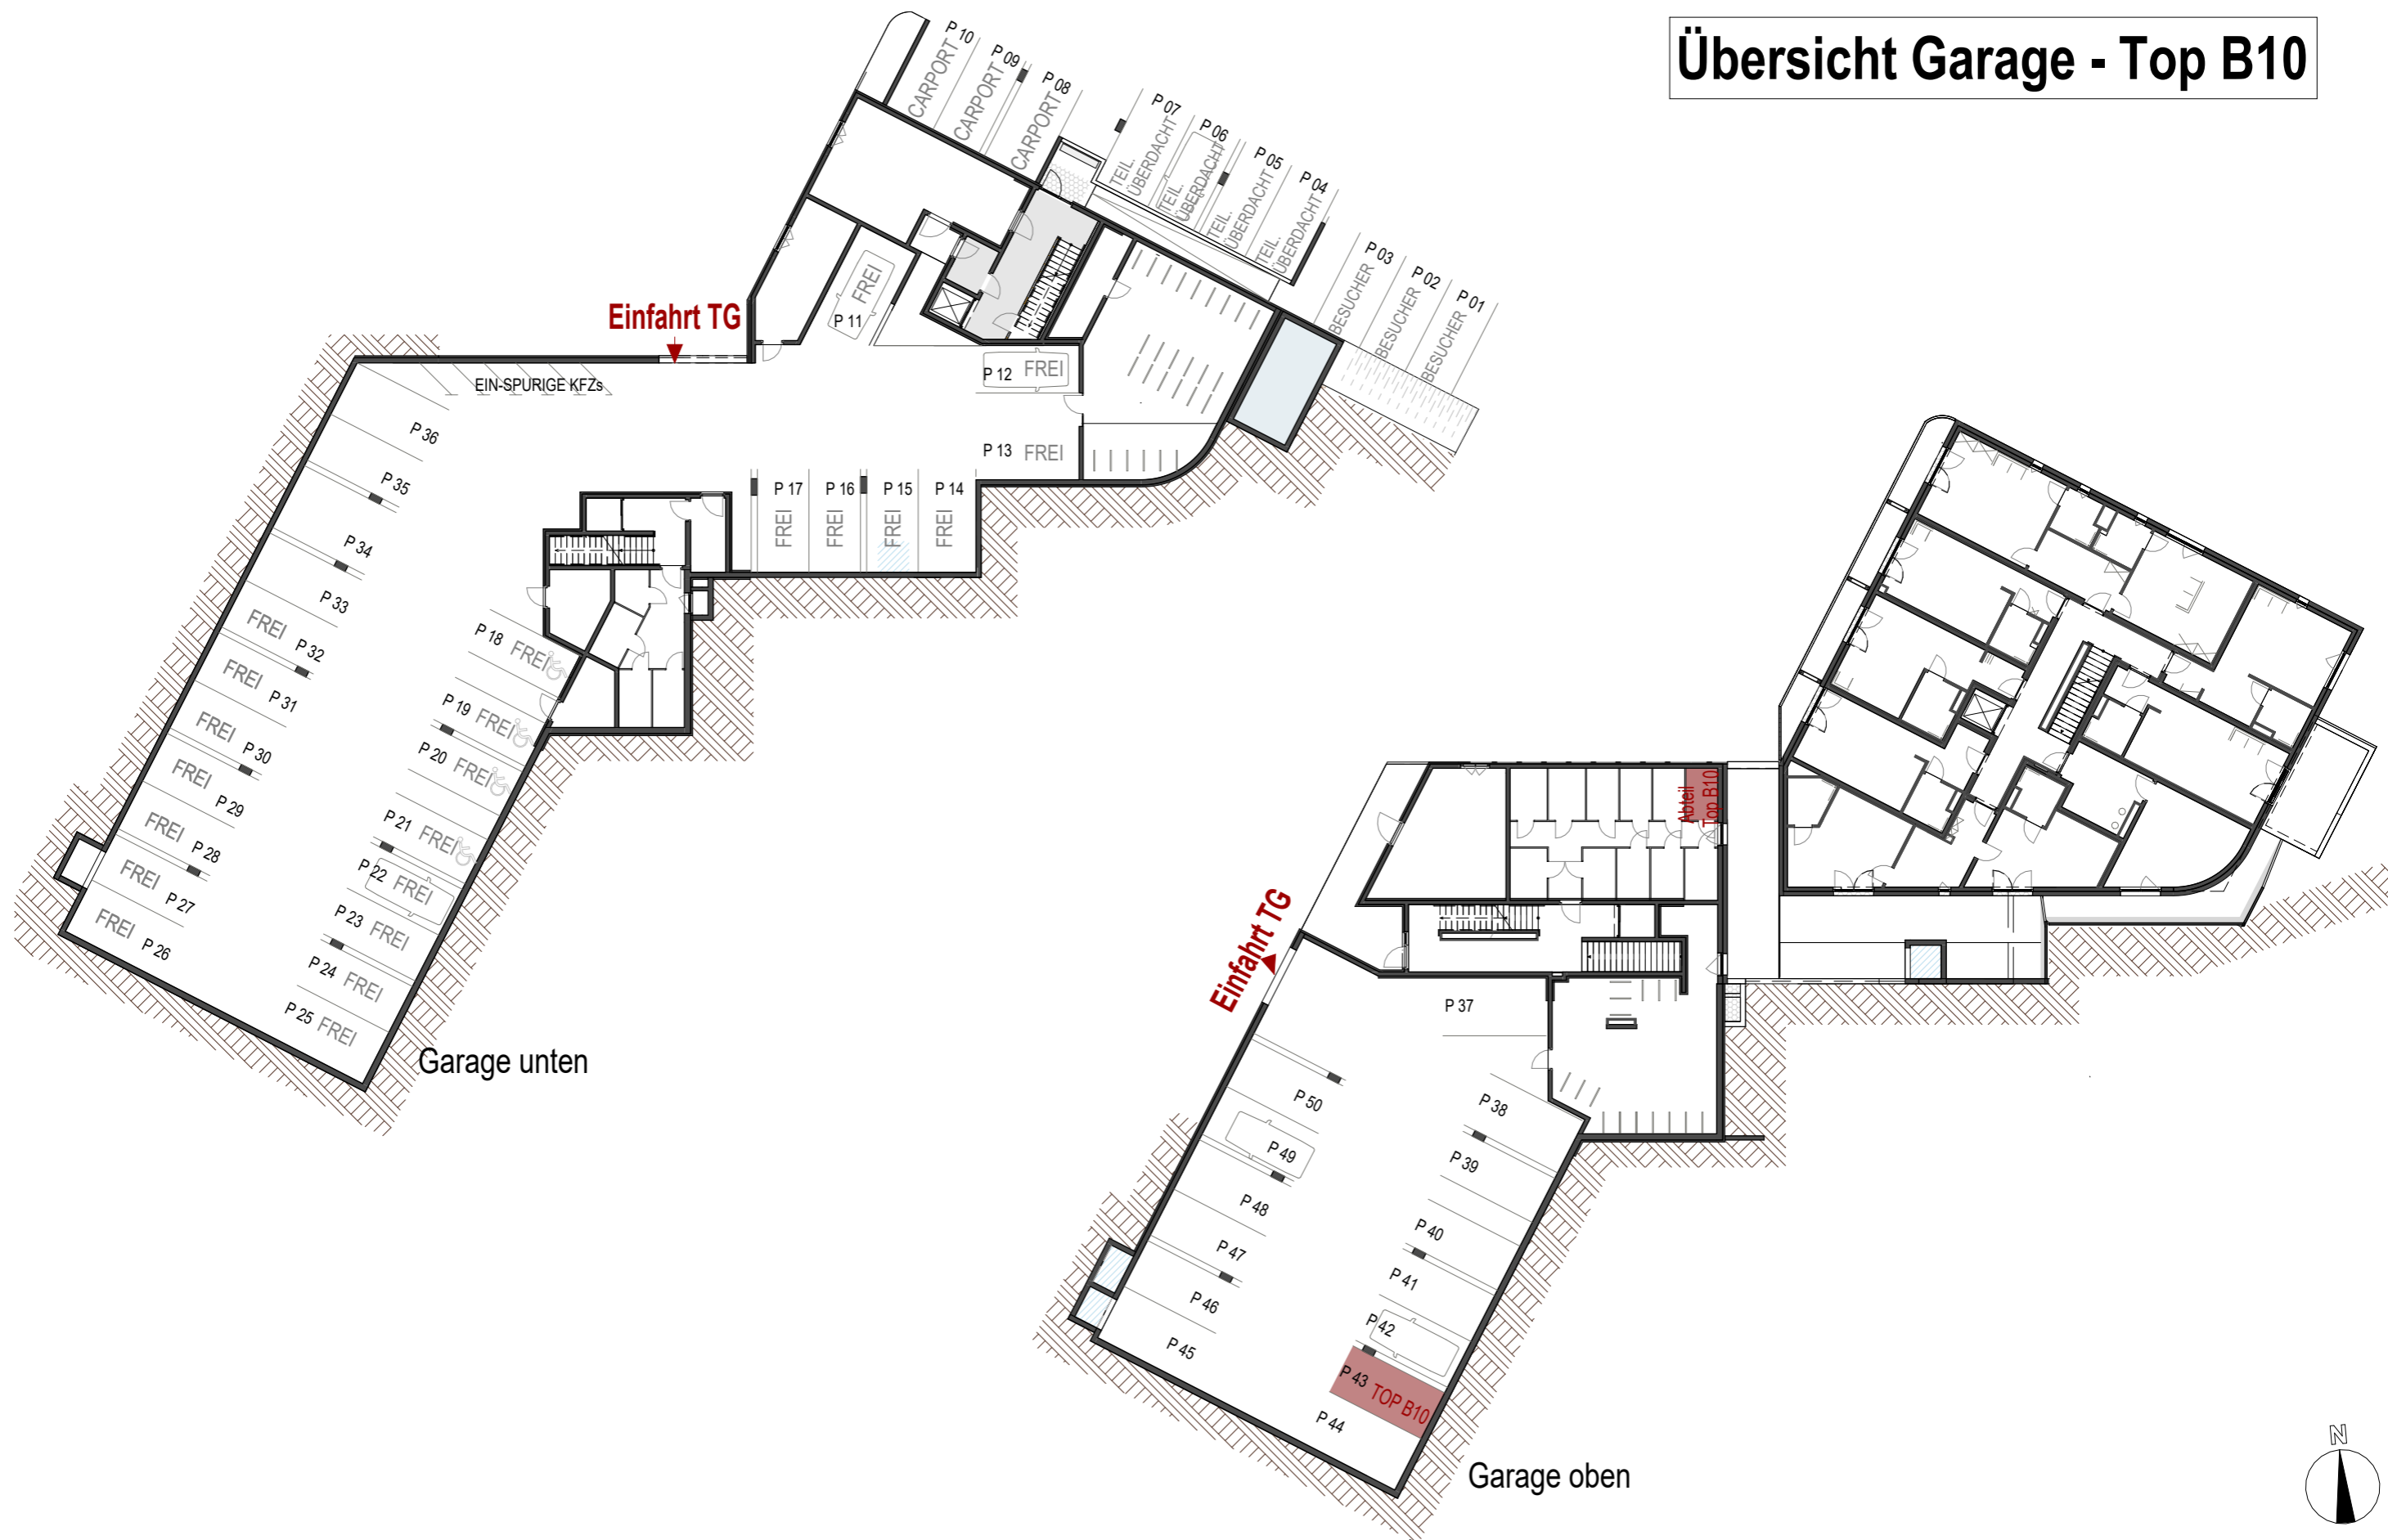 Übersicht Garage - Top B10
P 10
CARPORT
P 09
CARPORT
P 08
CARPORT
P 07
TEIL.
ÜBERDACHT
P 06
TEIL.
ÜBERDACHT
P 05
TEIL.
ÜBERDACHT
P 04
TEIL.
ÜBERDACHT
P 03
BESUCHER
P 02
BESUCHER
P 01
BESUCHER
Einfahrt TG
EIN-SPURIGE KFZs
P 11
FREI
P 12
FREI
P 13
FREI
P 17
FREI
P 16
FREI
P 15
FREI
P 14
FREI
P 36
P 35
P 34
P 33
P 32
FREI
P 31
FREI
P 30
FREI
P 29
FREI
P 28
FREI
P 27
FREI
P 26
FREI
P 18
FREI
P 19
FREI
P 20
FREI
P 21
FREI
P 22
FREI
P 23
FREI
P 24
FREI
P 25
FREI
Garage unten
Abteil
Top B10
Einfahrt TG
P 37
P 38
P 39
P 40
P 41
P 42
P 43
TOP B10
P 44
P 50
P 49
P 48
P 47
P 46
P 45
Garage oben
N